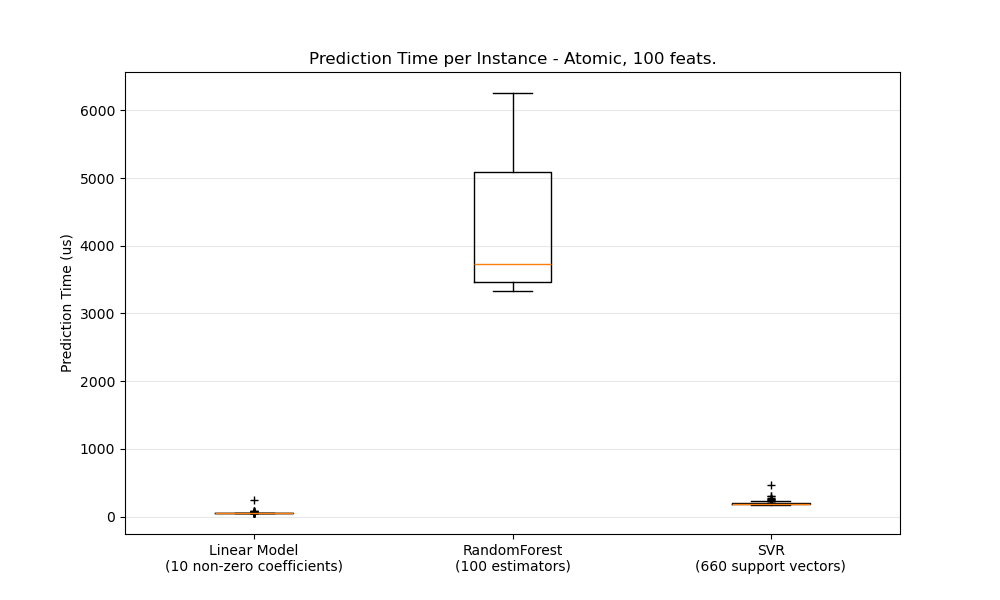 Prediction Time per Instance - Atomic, 100 feats.
Prediction Time (us)
6000
5000
4000
3000
2000
1000
0
Linear Model
(10 non-zero coefficients)
RandomForest
(100 estimators)
SVR
(660 support vectors)